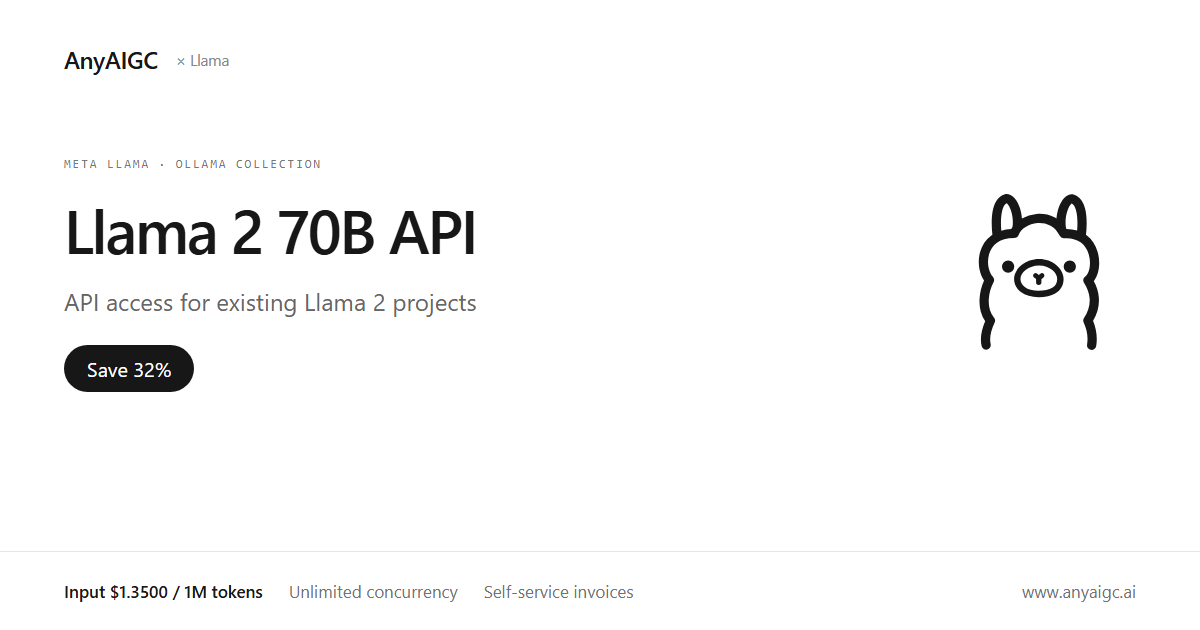 AnyAIGC × Llama
META LLAMA · OLLAMA COLLECTION
Llama 2 70B API
API access for existing Llama 2 projects
Save 32%
Input $1.3500 / 1M tokens Unlimited concurrency Self-service invoices www.anyaigc.ai